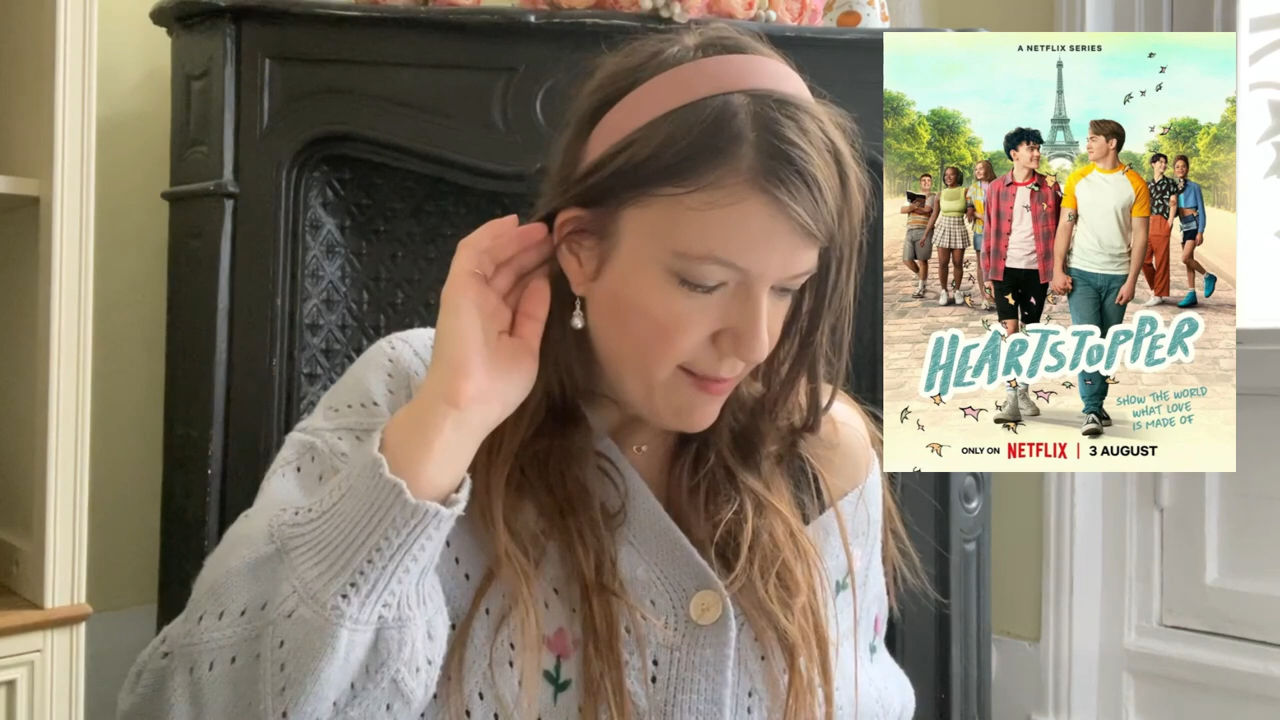 A NETFLIX SERIES
HEARTSTOPPER
SHOW THE WORLD
WHAT LOVE
IS MADE OF
ONLY ON NETFLIX | 3 AUGUST